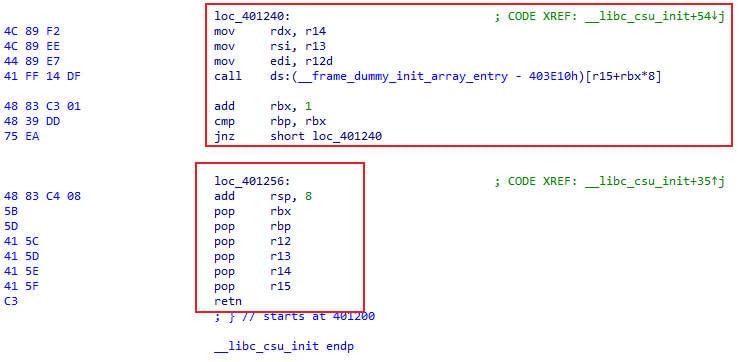 loc_401240: ; CODE XREF: __libc_csu_init+54↓j
4C 89 F2 mov rdx, r14
4C 89 EE mov rsi, r13
44 89 E7 mov edi, r12d
41 FF 14 DF call ds:(__frame_dummy_init_array_entry - 403E10h)[r15+rbx*8]
48 83 C3 01 add rbx, 1
48 39 DD cmp rbp, rbx
75 EA jnz short loc_401240
loc_401256: ; CODE XREF: __libc_csu_init+35↑j
48 83 C4 08 add rsp, 8
5B pop rbx
5D pop rbp
41 5C pop r12
41 5D pop r13
41 5E pop r14
41 5F pop r15
C3 retn
; } // starts at 401200
__libc_csu_init endp